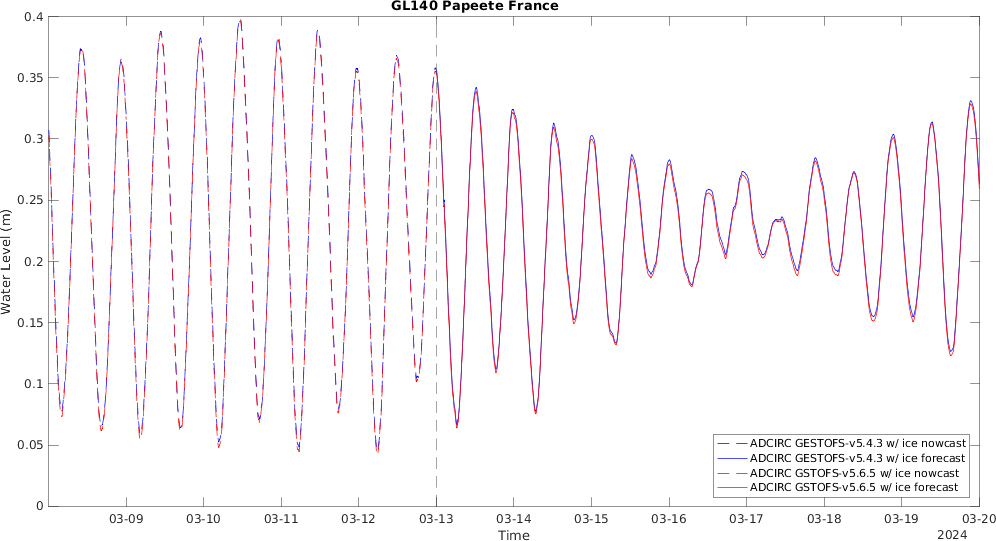 GL140 Papeete France
0.4
0.35
0.3
0.25
0.2
0.15
0.1
0.05
0
Water Level (m)
03-09 03-10 03-11 03-12 03-13 03-14 03-15 03-16 03-17 03-18 03-19 03-20
Time
2024
ADCIRC GESTOFS-v5.4.3 w/ ice nowcast
ADCIRC GESTOFS-v5.4.3 w/ ice forecast
ADCIRC GSTOFS-v5.6.5 w/ ice nowcast
ADCIRC GSTOFS-v5.6.5 w/ ice forecast